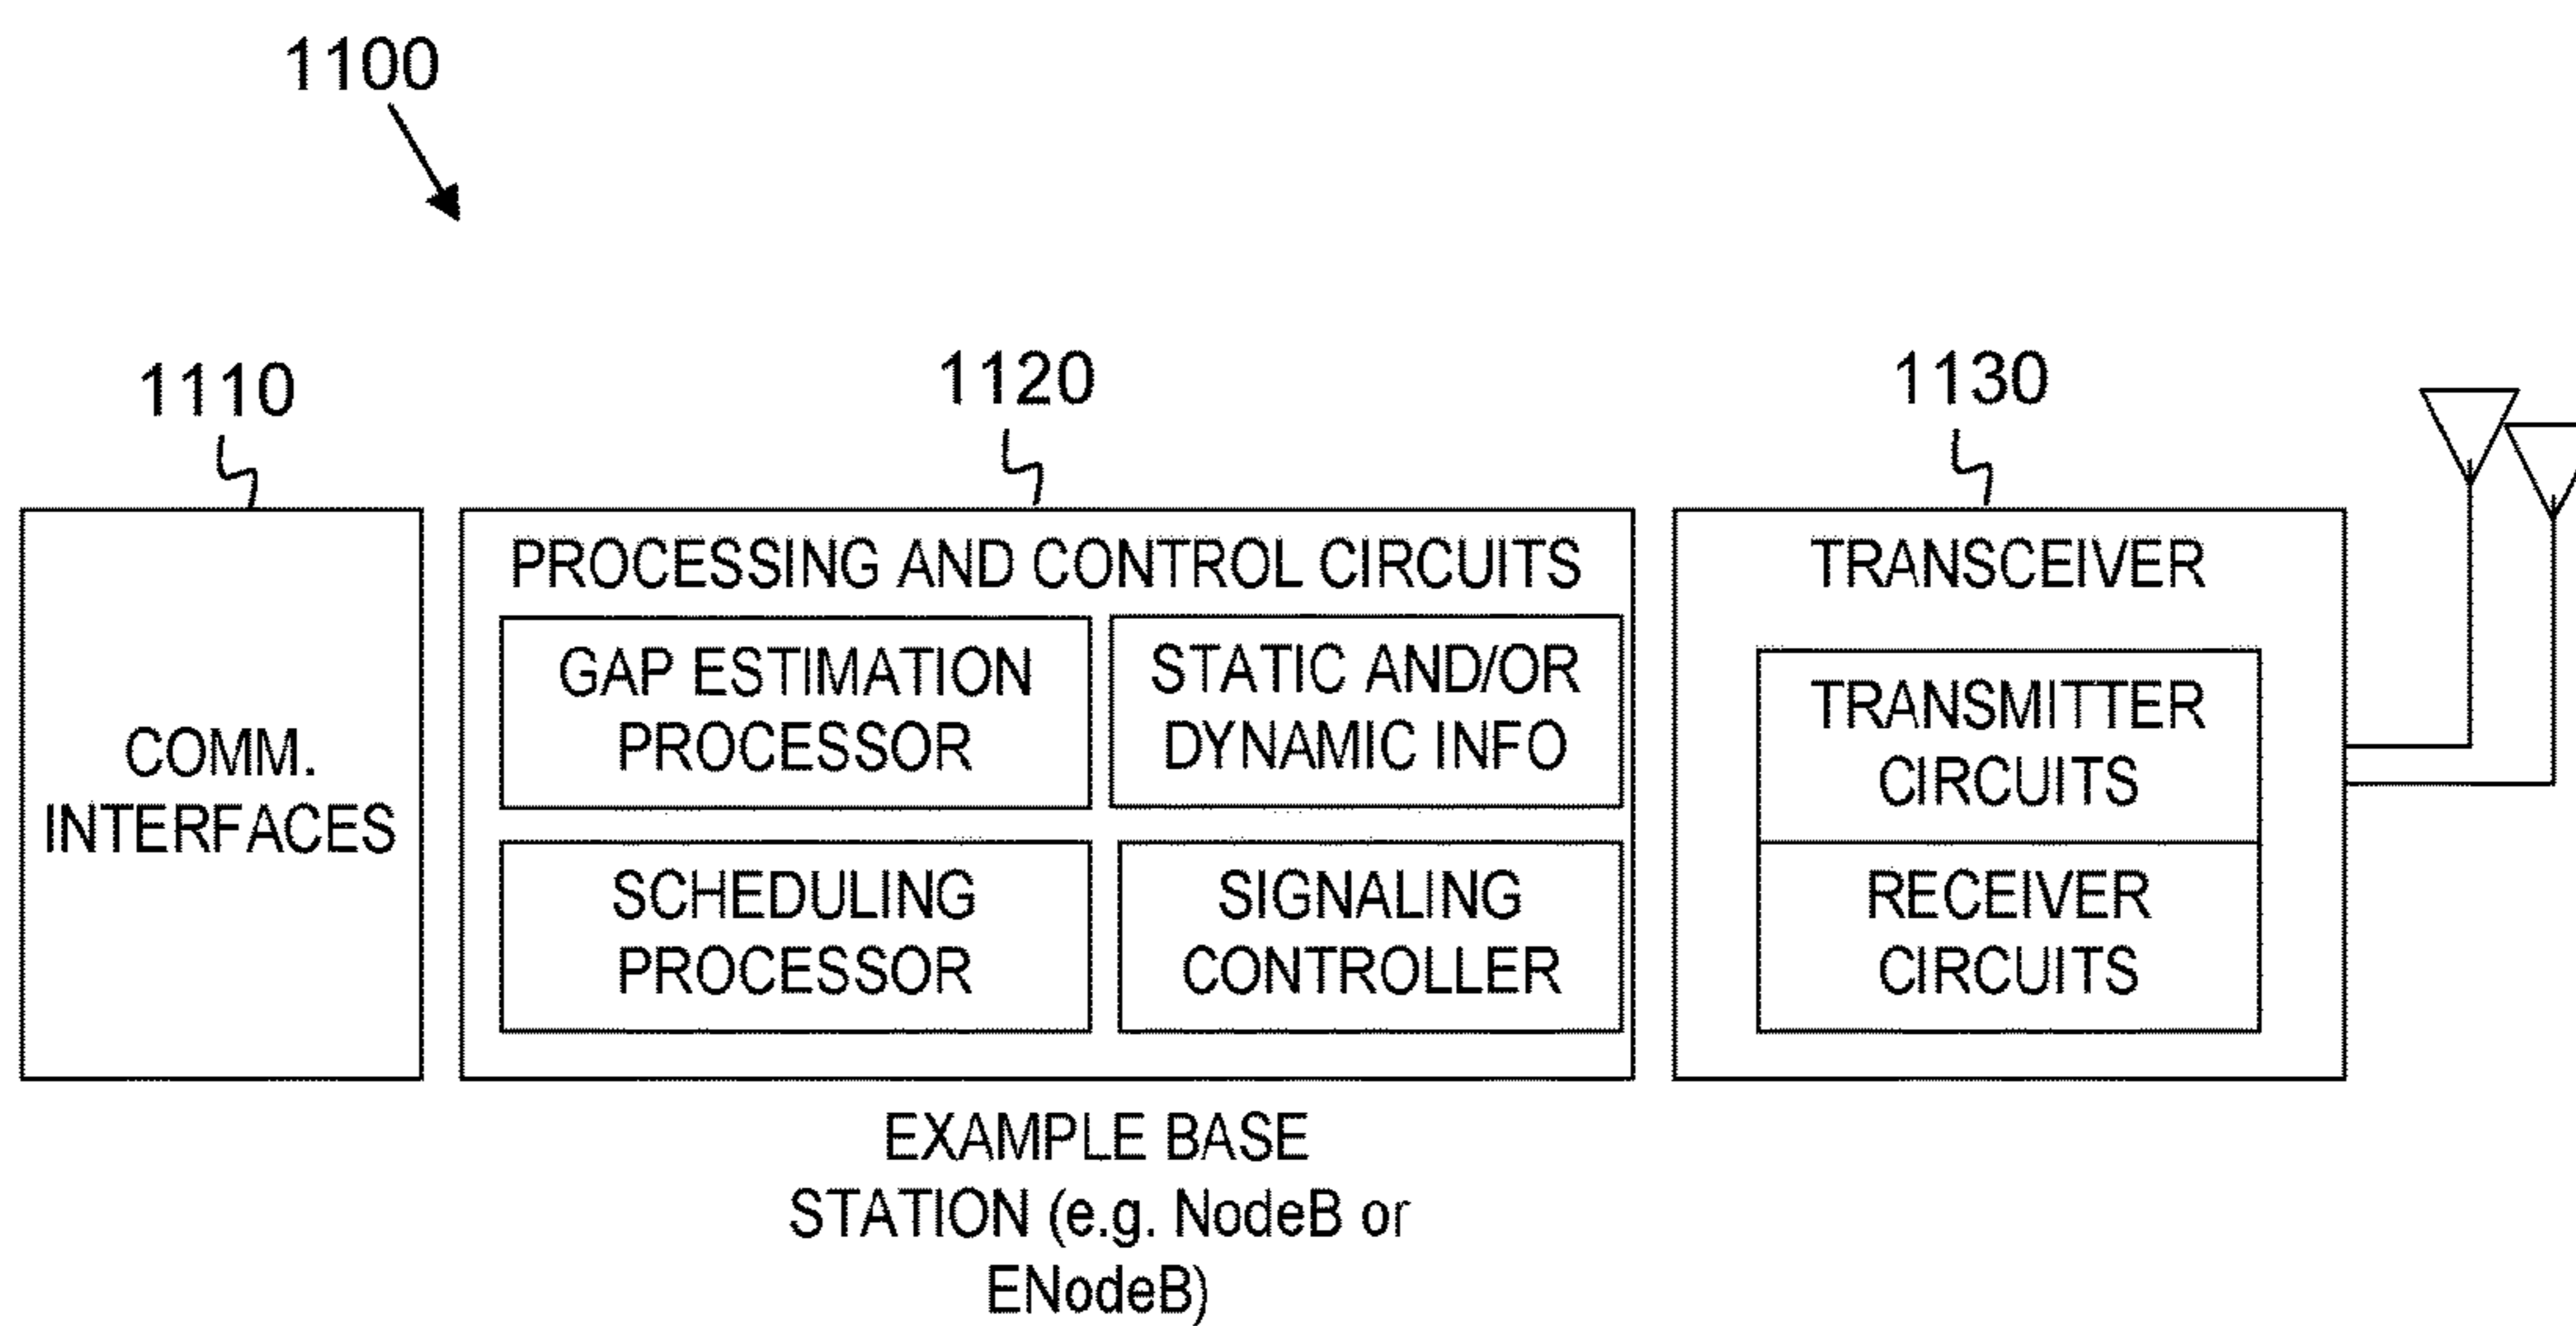 1100
1110
1120
1130
COMM.
INTERFACES
PROCESSING AND CONTROL CIRCUITS
GAP ESTIMATION
PROCESSOR
STATIC AND/OR
DYNAMIC INFO
SCHEDULING
PROCESSOR
SIGNALING
CONTROLLER
TRANSCEIVER
TRANSMITTER
CIRCUITS
RECEIVER
CIRCUITS
EXAMPLE BASE
STATION (e.g. NodeB or
ENodeB)